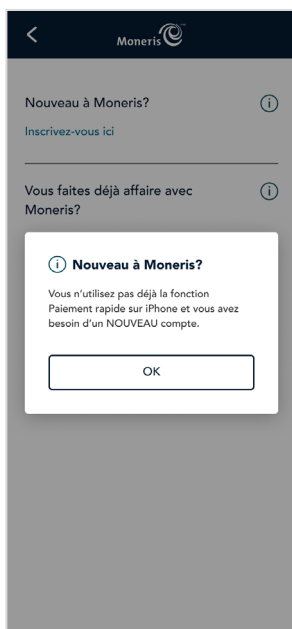 Moneris
Nouveau à Moneris?
Inscrivez-vous ici
Vous faites déjà affaire avec
Moneris?
Nouveau à Moneris?
Vous n'utilisez pas déjà la fonction
Paiement rapide sur iPhone et vous avez
besoin d'un NOUVEAU compte.
OK